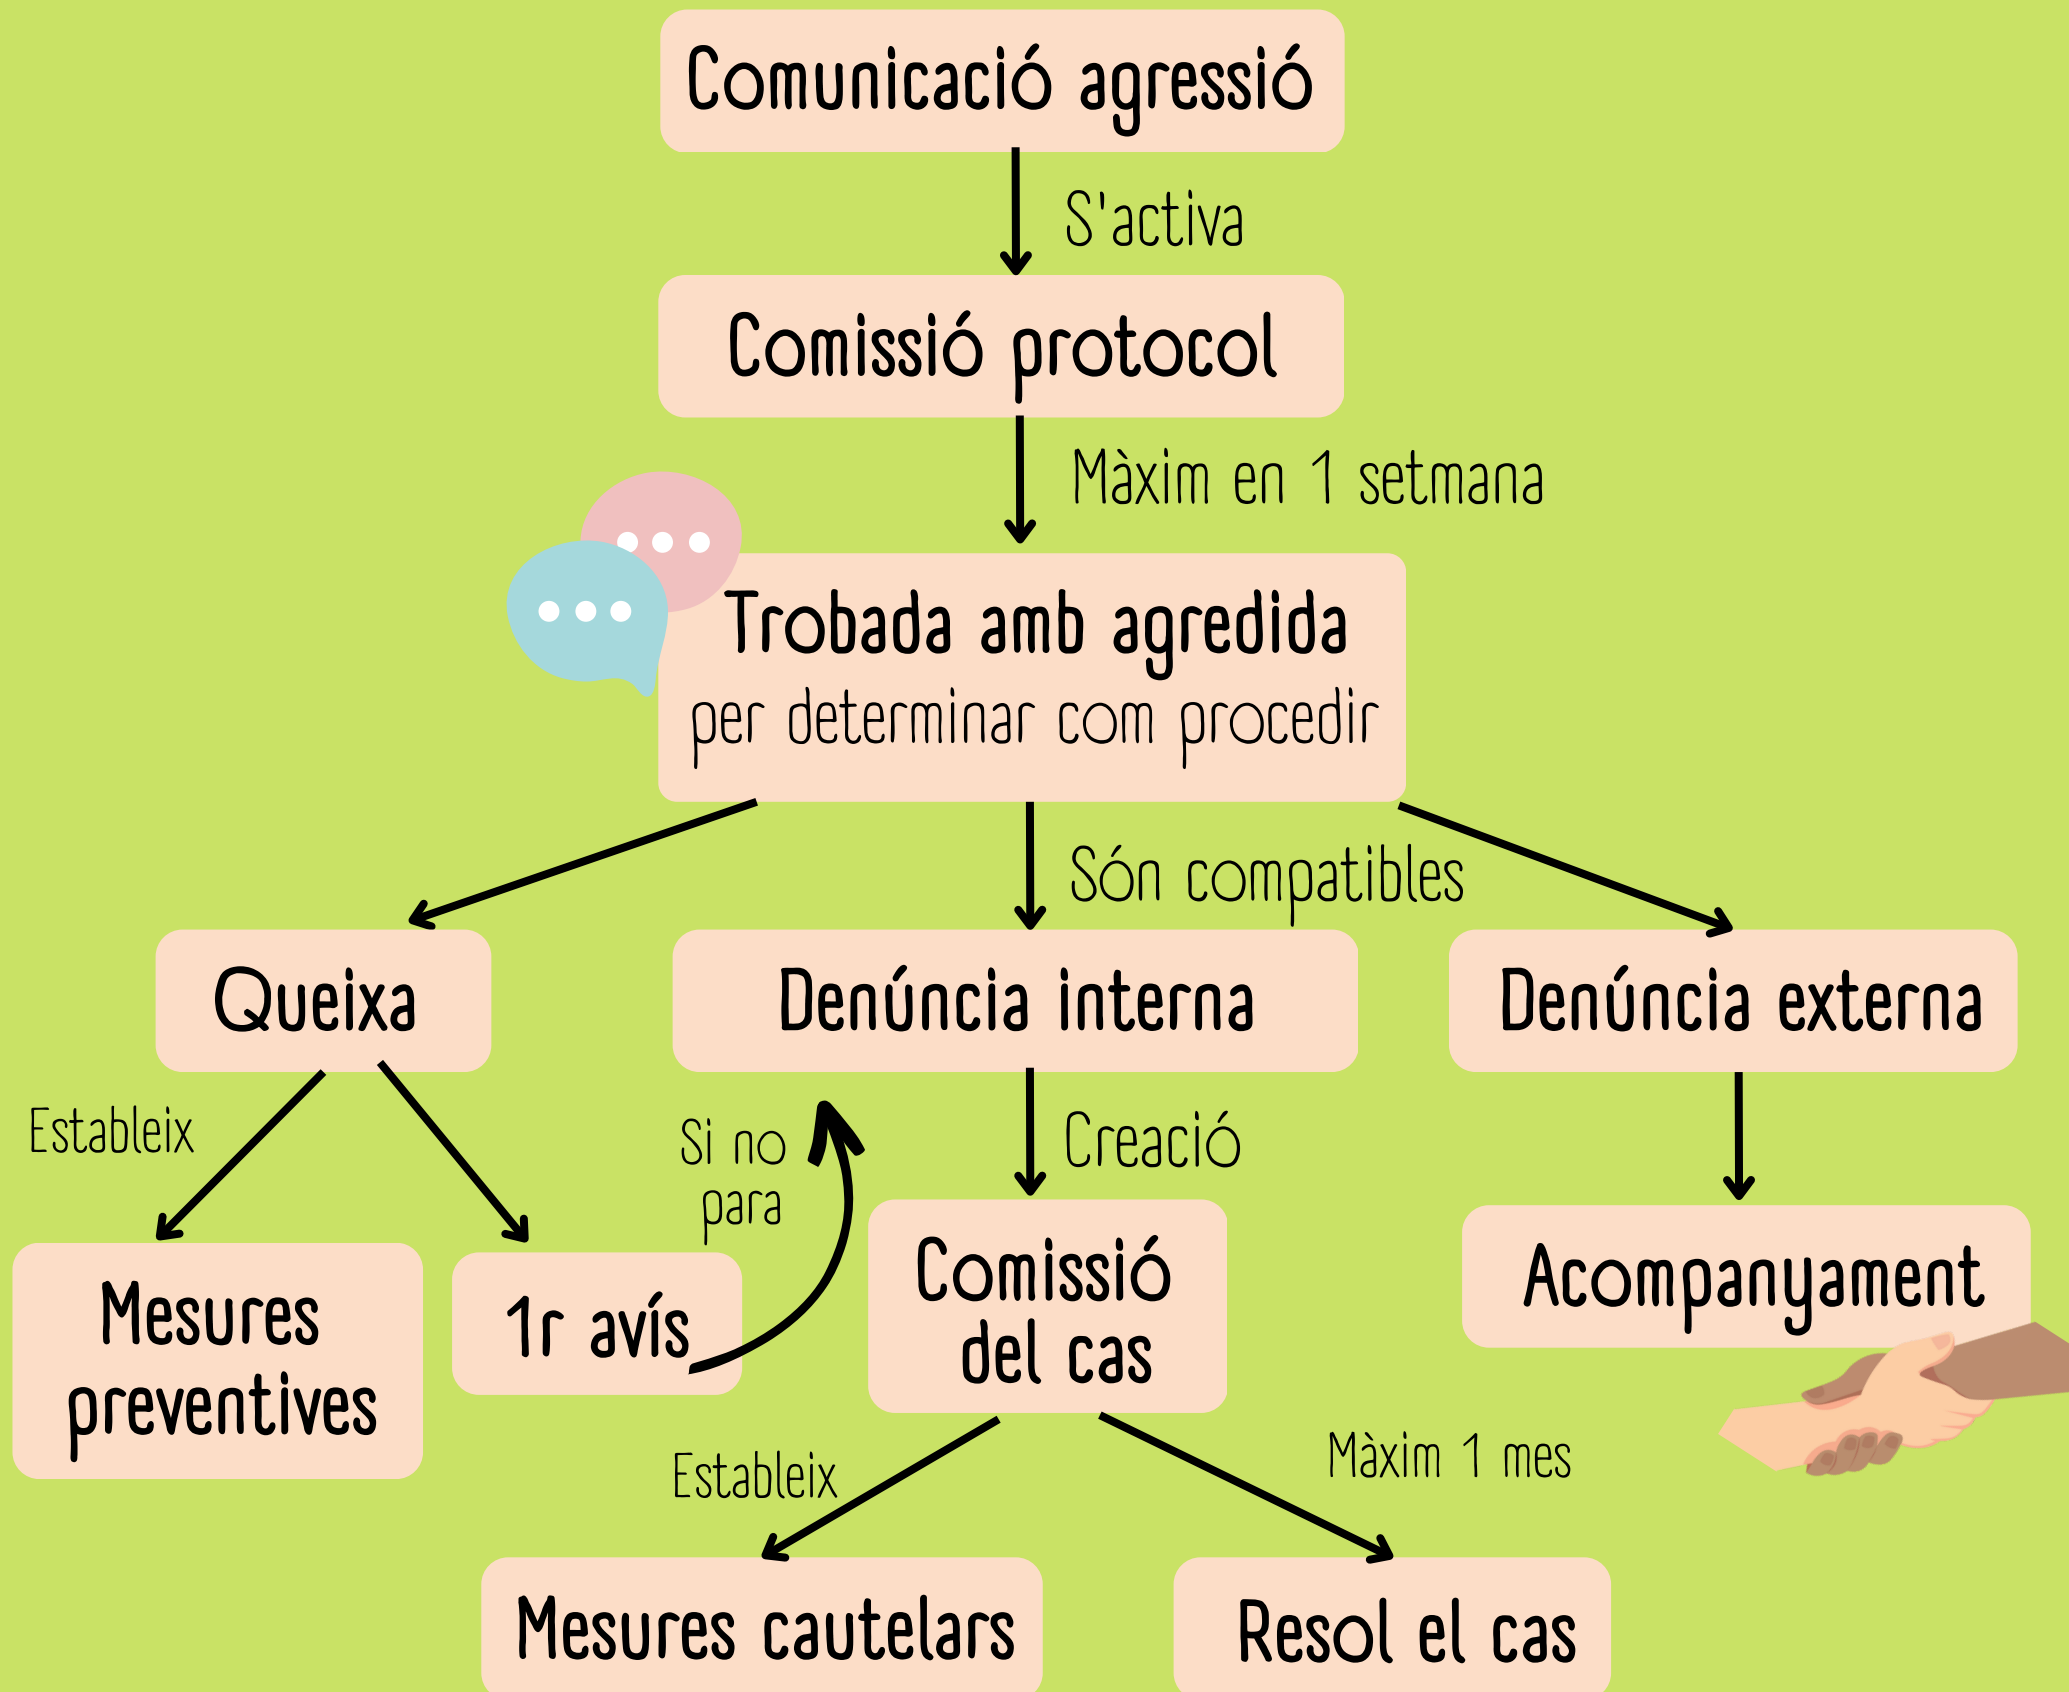 Comunicació agressió
S'activa
Comissió protocol
Màxim en 1 setmana
Trobada amb agredida
per determinar com procedir
Són compatibles
Queixa
Denúncia interna
Denúncia externa
Estableix
Si no
para
Creació
Mesures
preventives
1r avís
Comissió
del cas
Acompanyament
Estableix
Màxim 1 mes
Mesures cautelars
Resol el cas